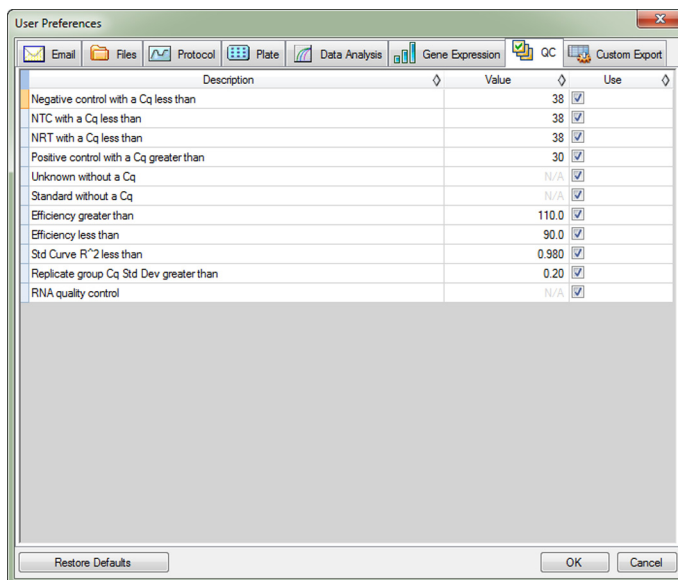 User Preferences
Email Files Protocol Plate Data Analysis Gene Expression QC Custom Export
Description Value Use
Negative control with a Cq less than 38
NTC with a Cq less than 38
NRT with a Cq less than 38
Positive control with a Cq greater than 30
Unknown without a Cq N/A
Standard without a Cq N/A
Efficiency greater than 110.0
Efficiency less than 90.0
Std Curve R^2 less than 0.980
Replicate group Cq Std Dev greater than 0.20
RNA quality control N/A
Restore Defaults OK Cancel